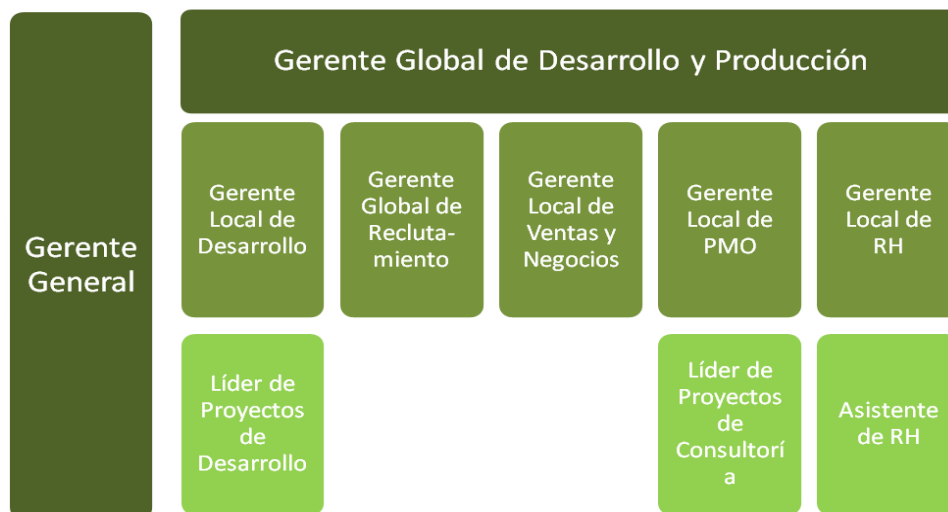 Gerente
General
Gerente Global de Desarrollo y Producción
Gerente
Local de
Desarrollo
Gerente
Global de
Recluta-
miento
Gerente
Local de
Ventas y
Negocios
Gerente
Local de
PMO
Gerente
Local de
RH
Líder de
Proyectos
de
Desarrollo
Líder de
Proyectos
de
Consultorí
a
Asistente
de RH